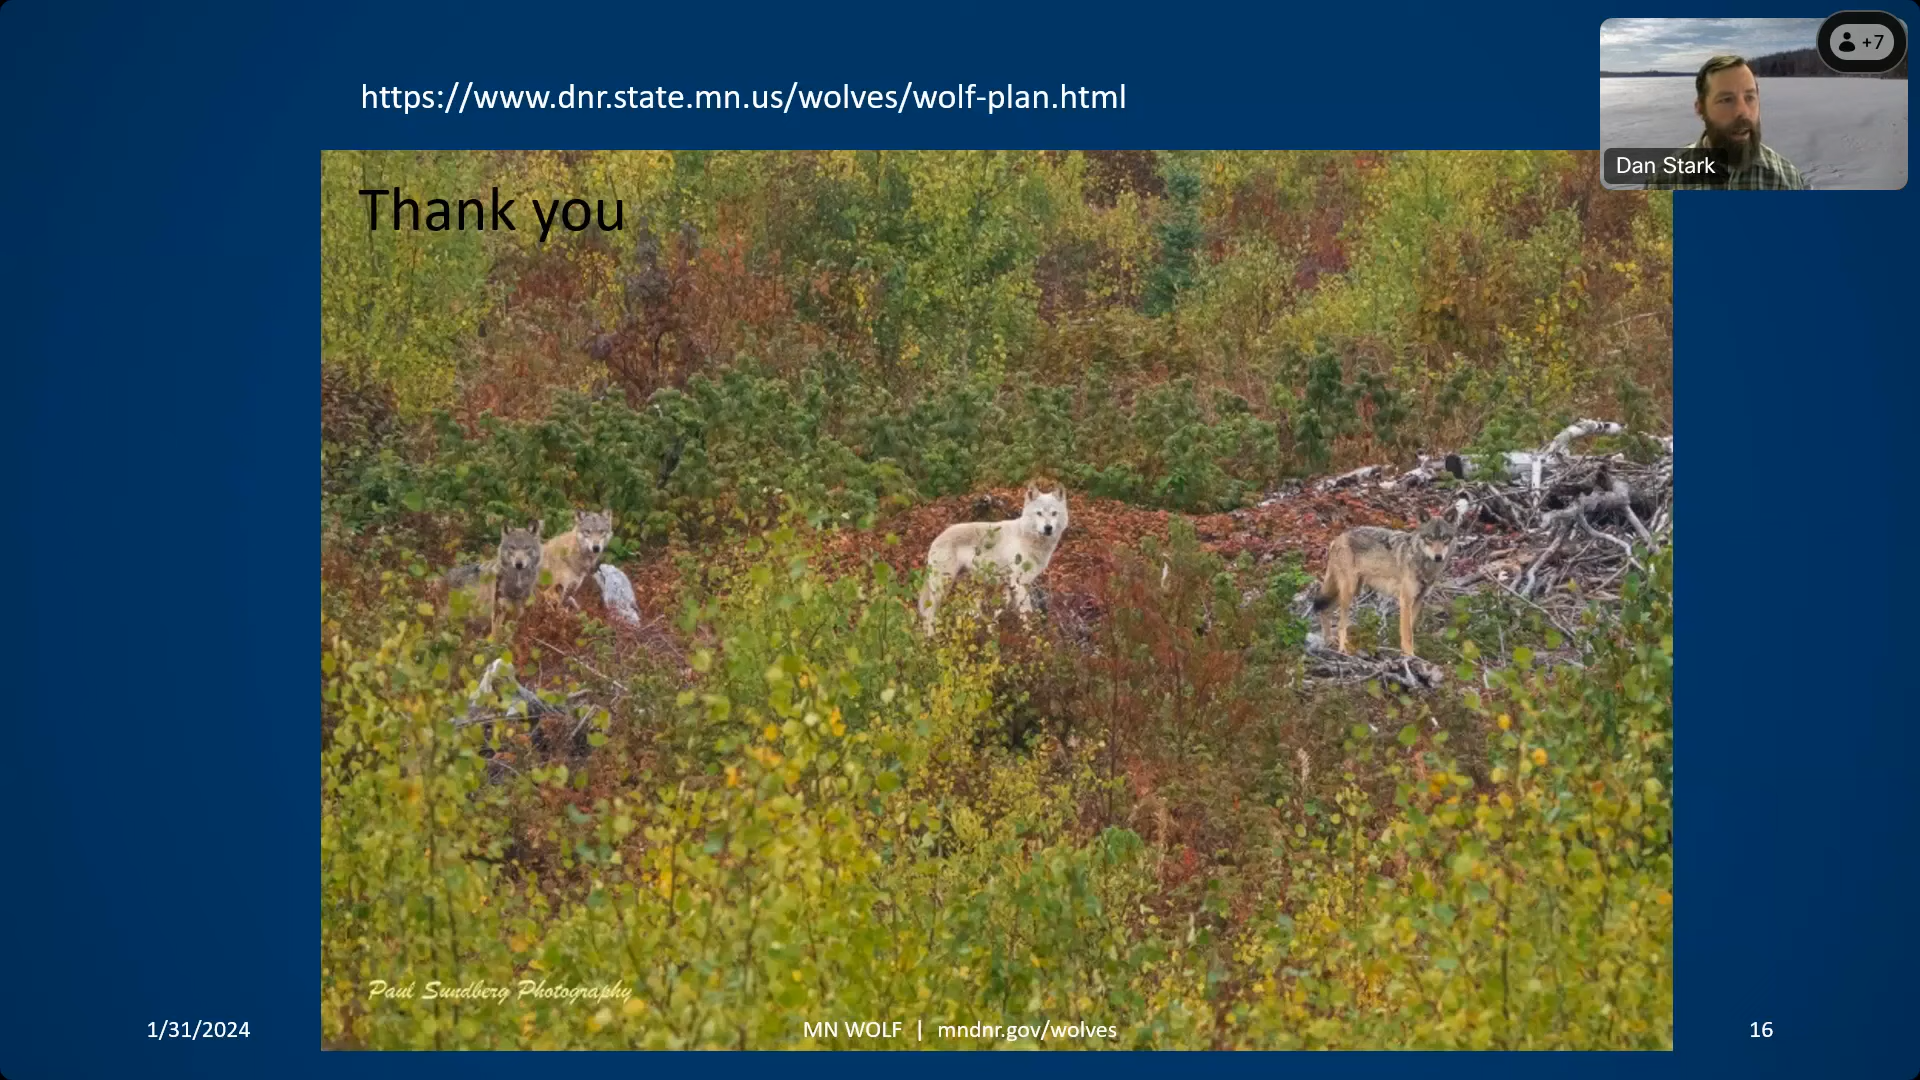 https://www.dnr.state.mn.us/wolves/wolf-plan.html
+7
Dan Stark
Thank you
Paul Sundberg Photography
1/31/2024
MN WOLF | mndnr.gov/wolves
16